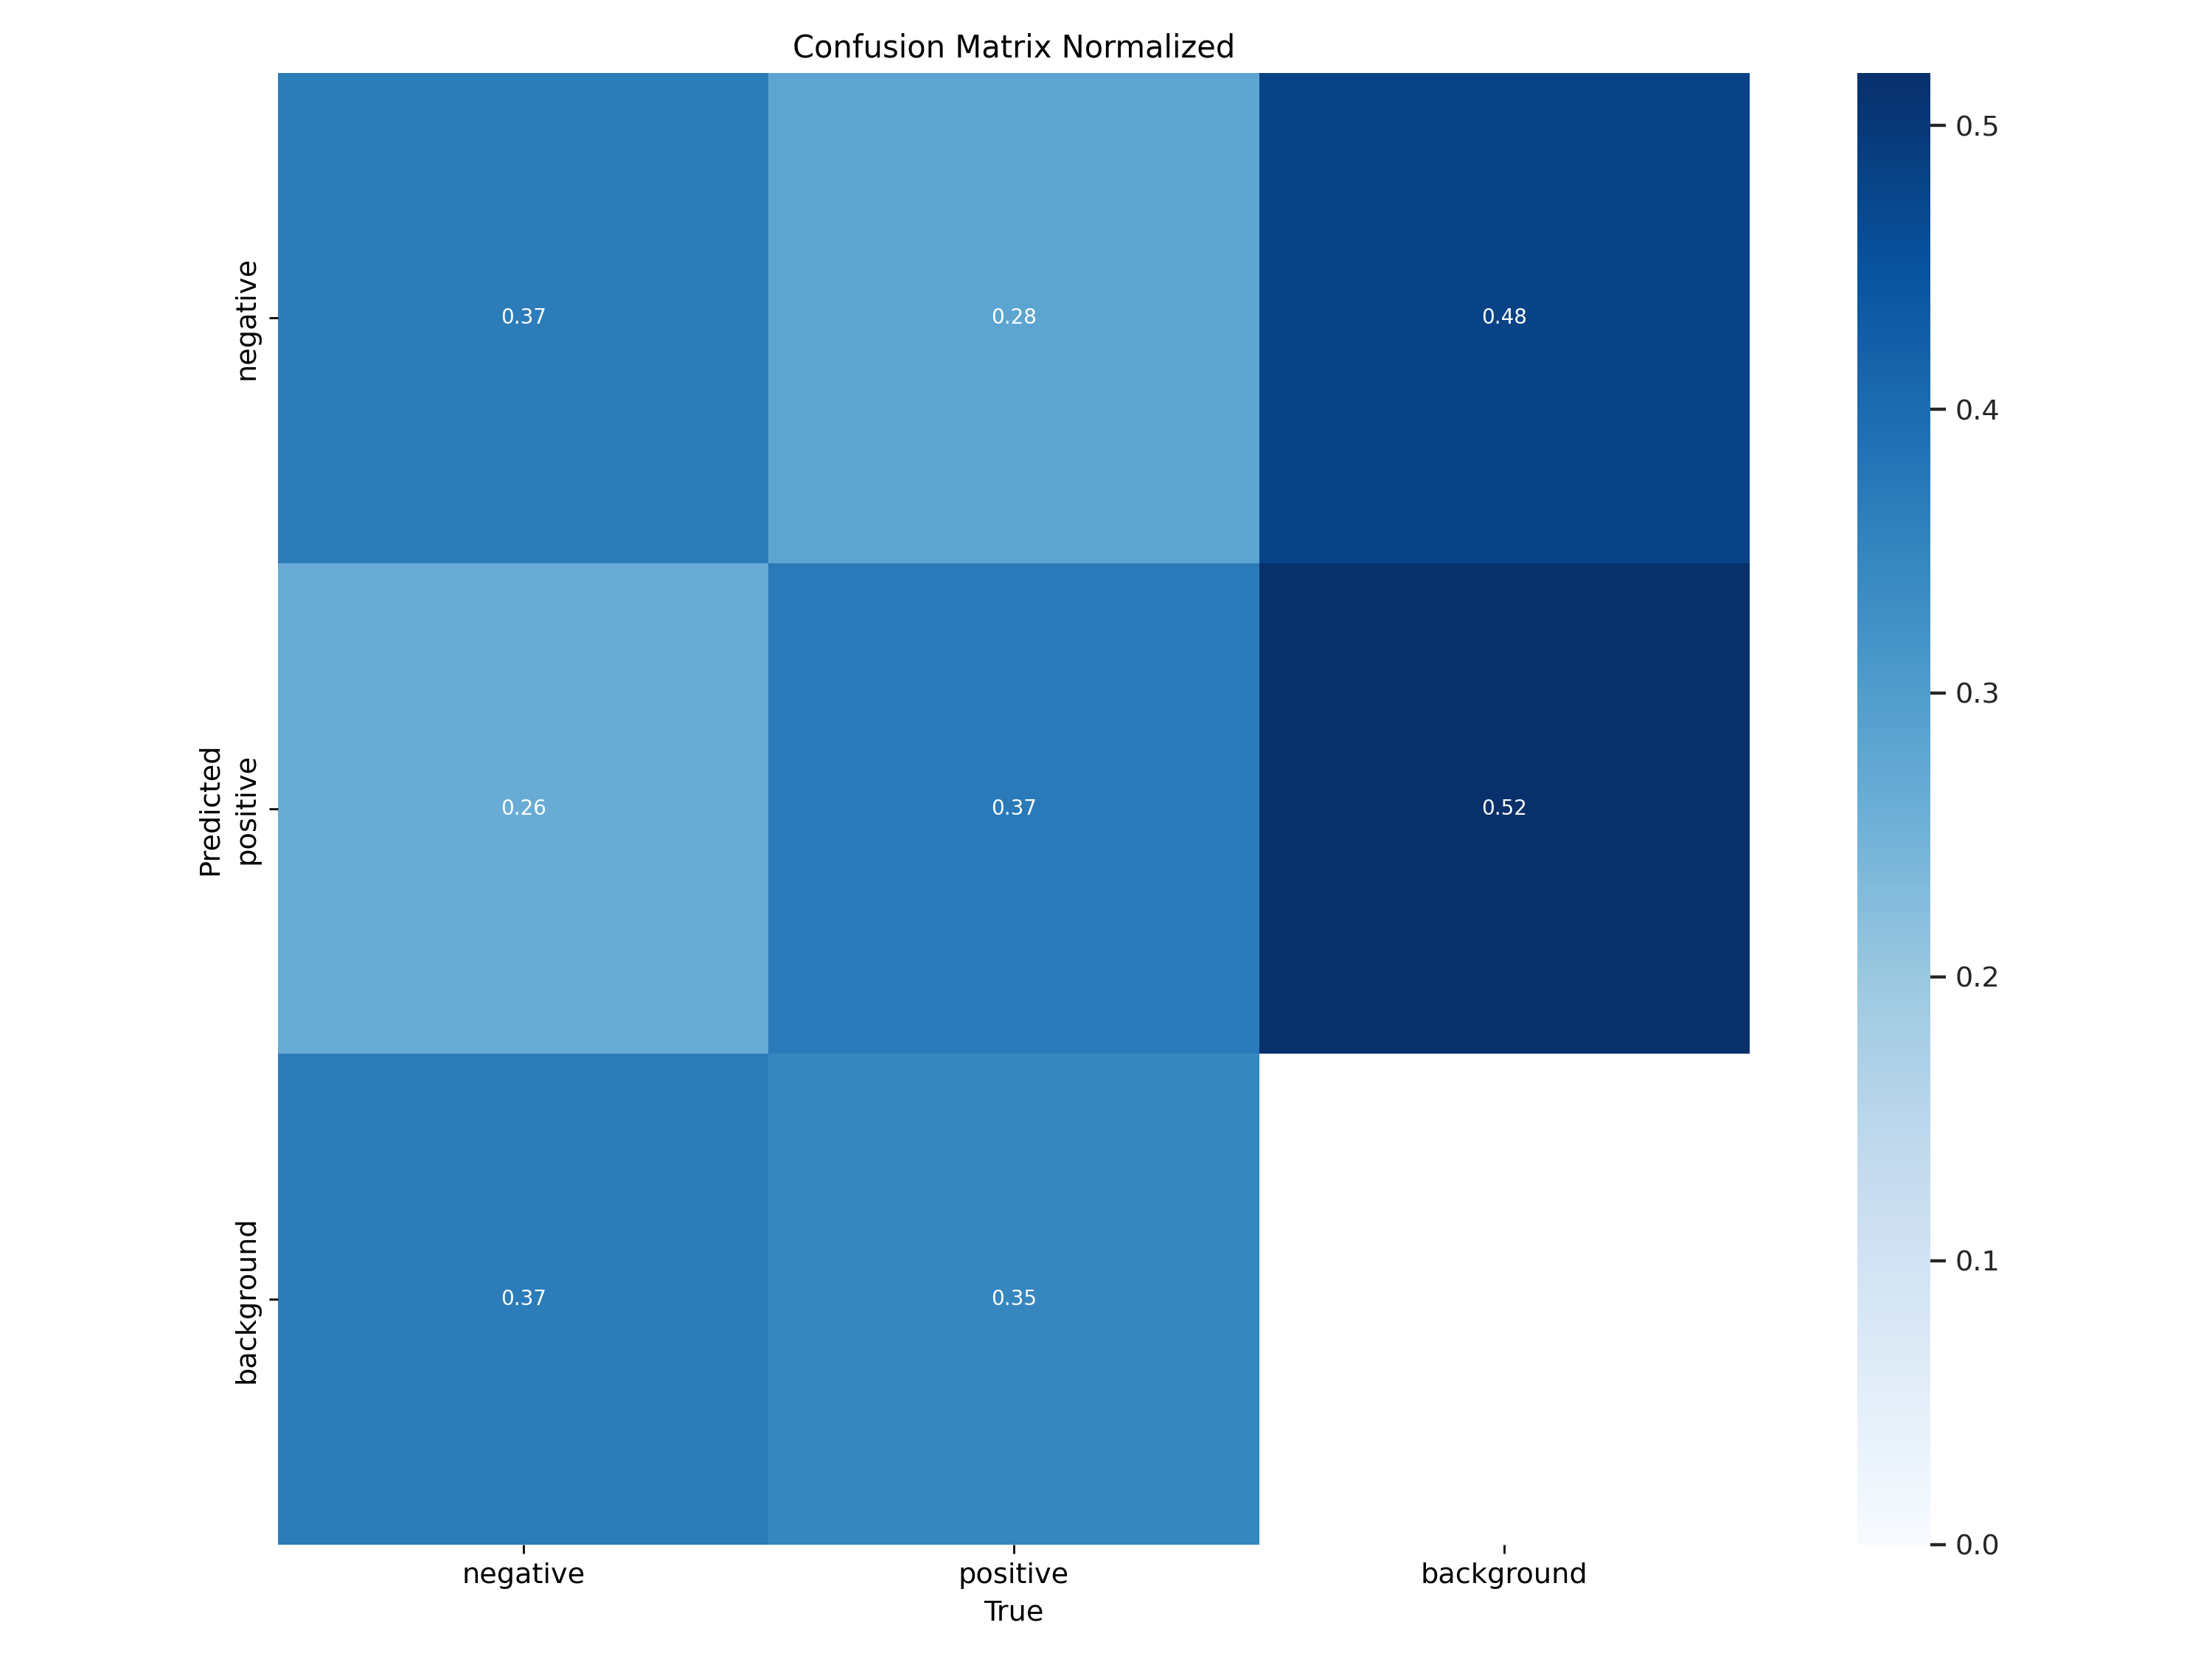 Confusion Matrix Normalized
negative
0.37
0.28
0.48
0.5
0.4
0.3
Predicted
positive
0.26
0.37
0.52
0.2
background
0.37
0.35
0.1
0.0
negative
positive
background
True